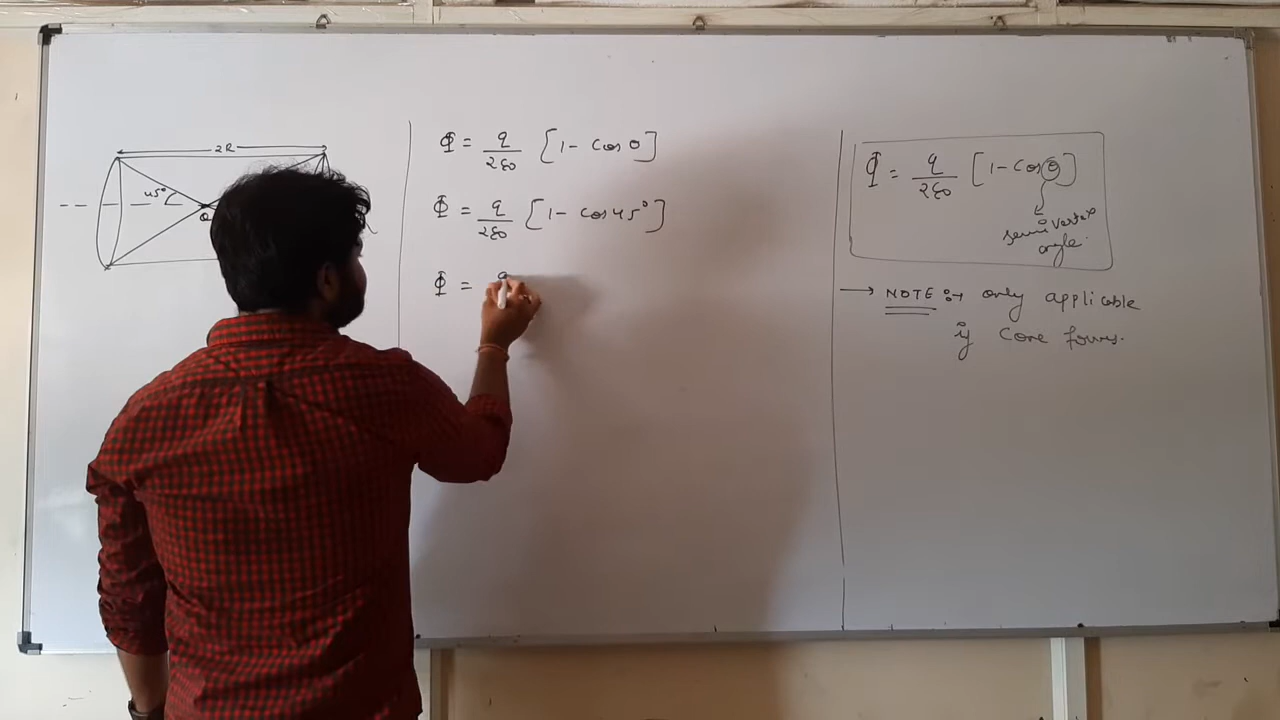 2R
45°
Q
Φ = q/2ε0 [1 - Cos θ]
Φ = q/2ε0 [1 - Cos 45°]
Φ =
Φ = q/2ε0 [1 - Cos θ]
semi vertex
angle.
→ NOTE :→ only applicable
if Cone forms.